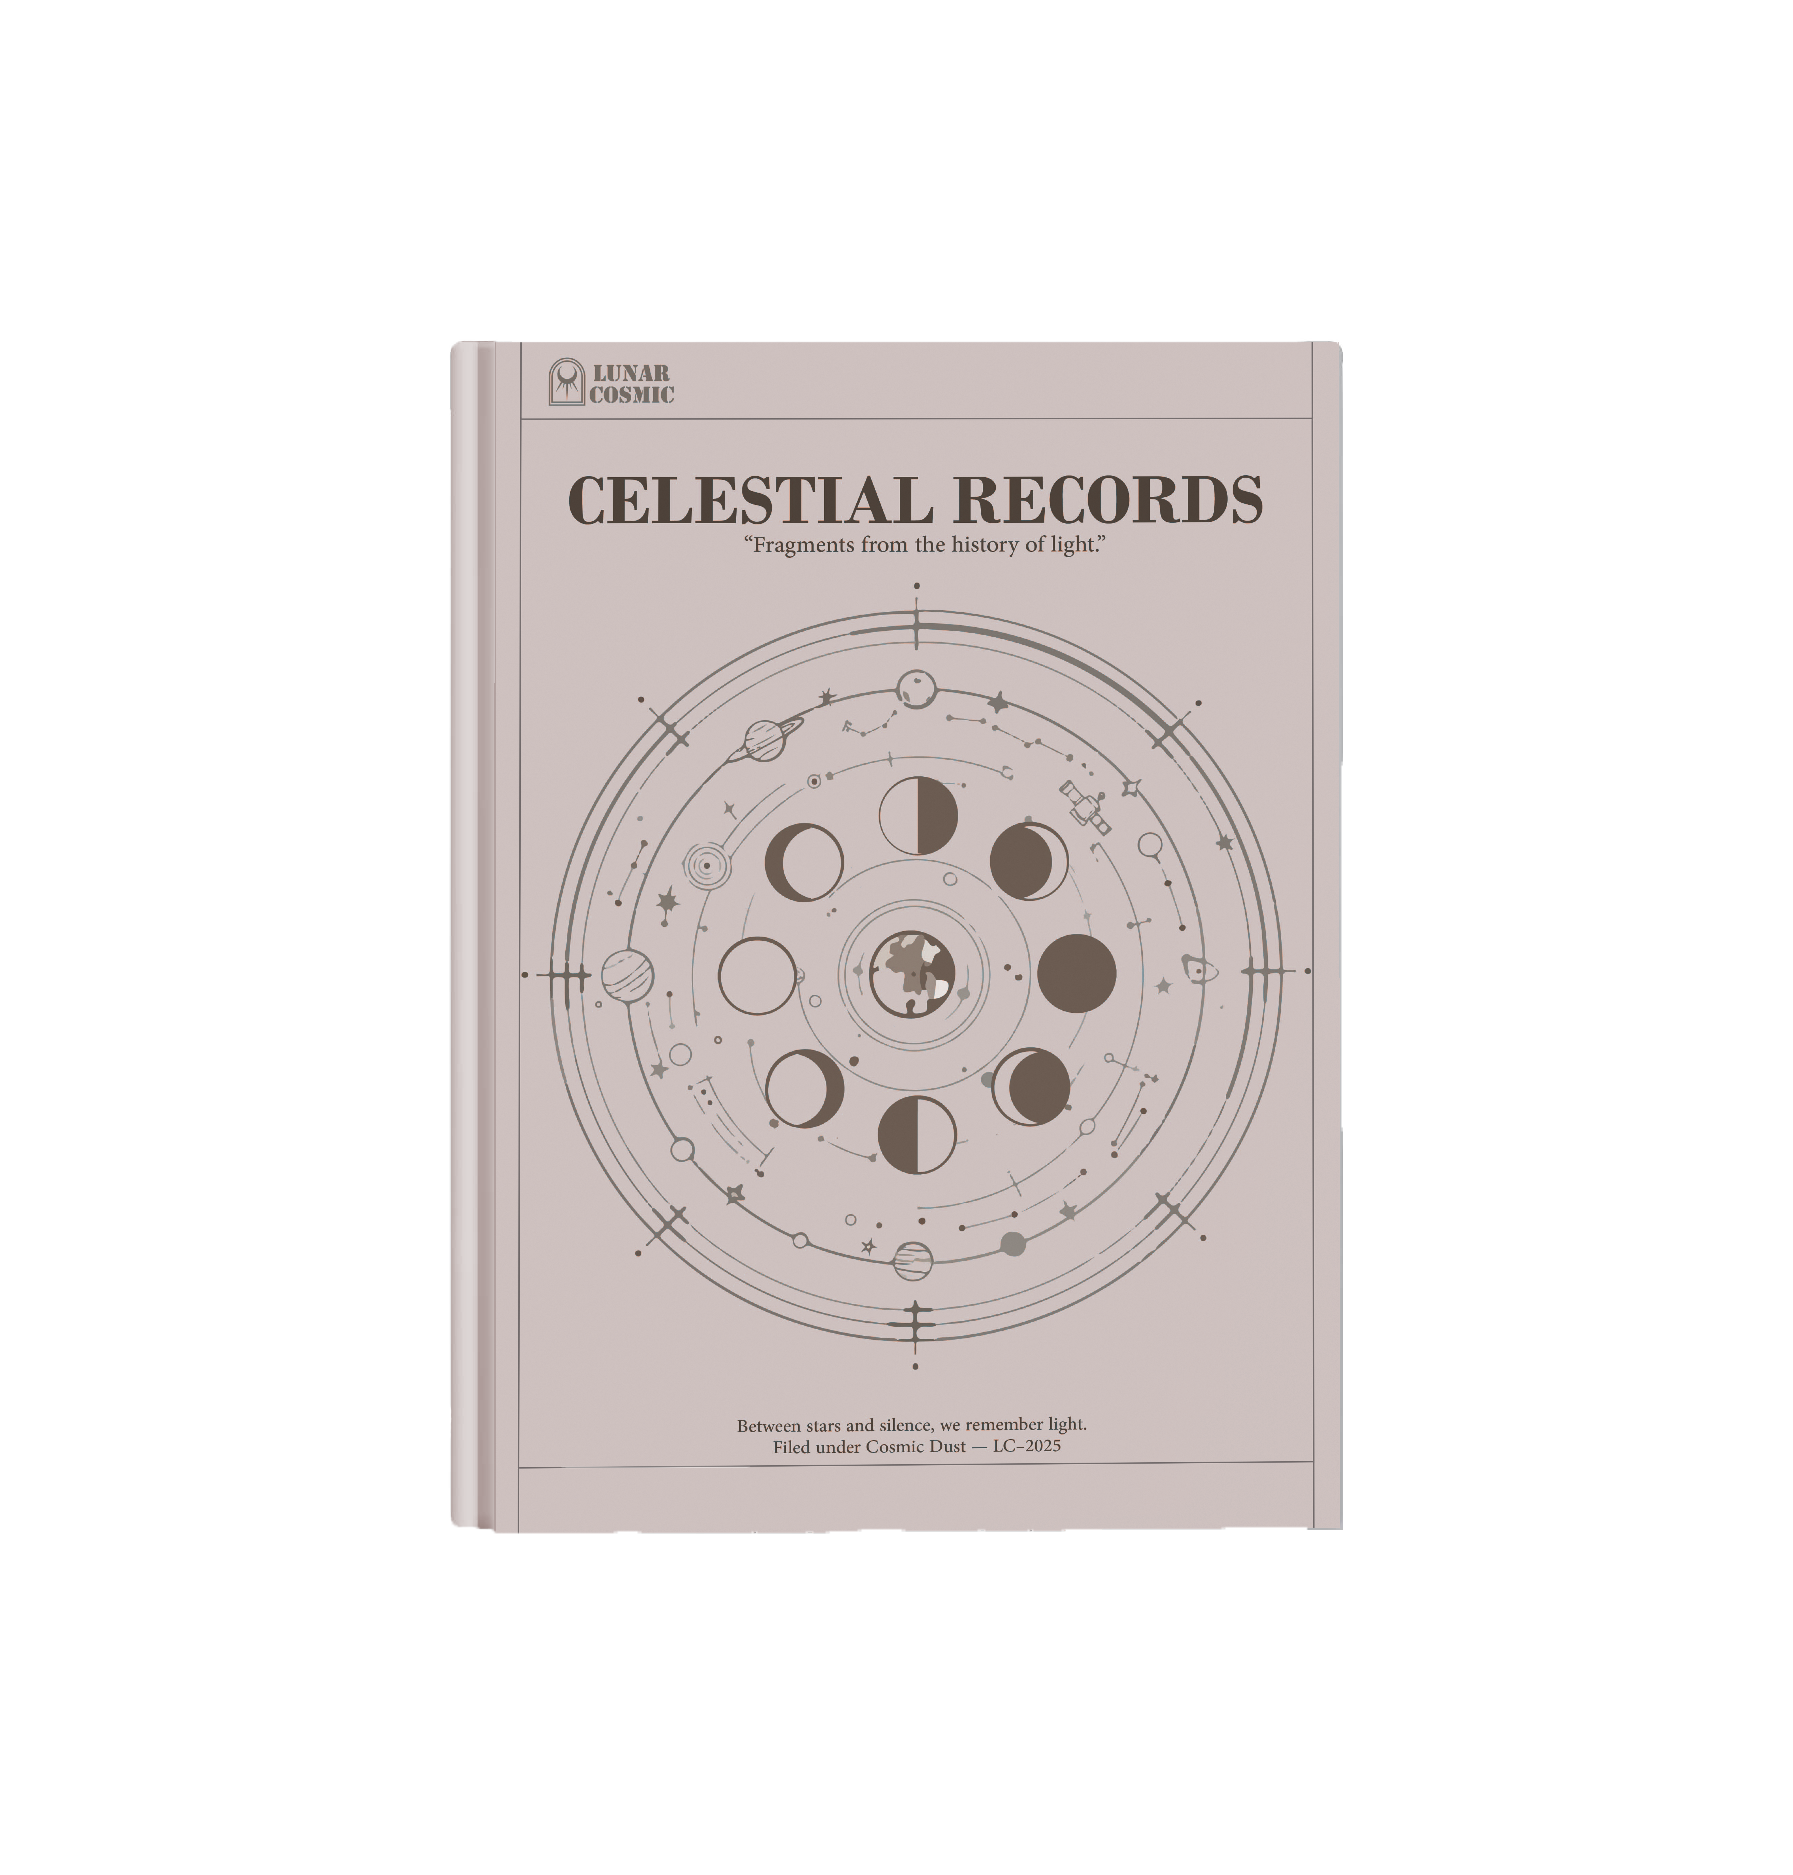 LUNAR
COSMIC
CELESTIAL RECORDS
“Fragments from the history of light.”
Between stars and silence, we remember light.
Filed under Cosmic Dust — LC–2025